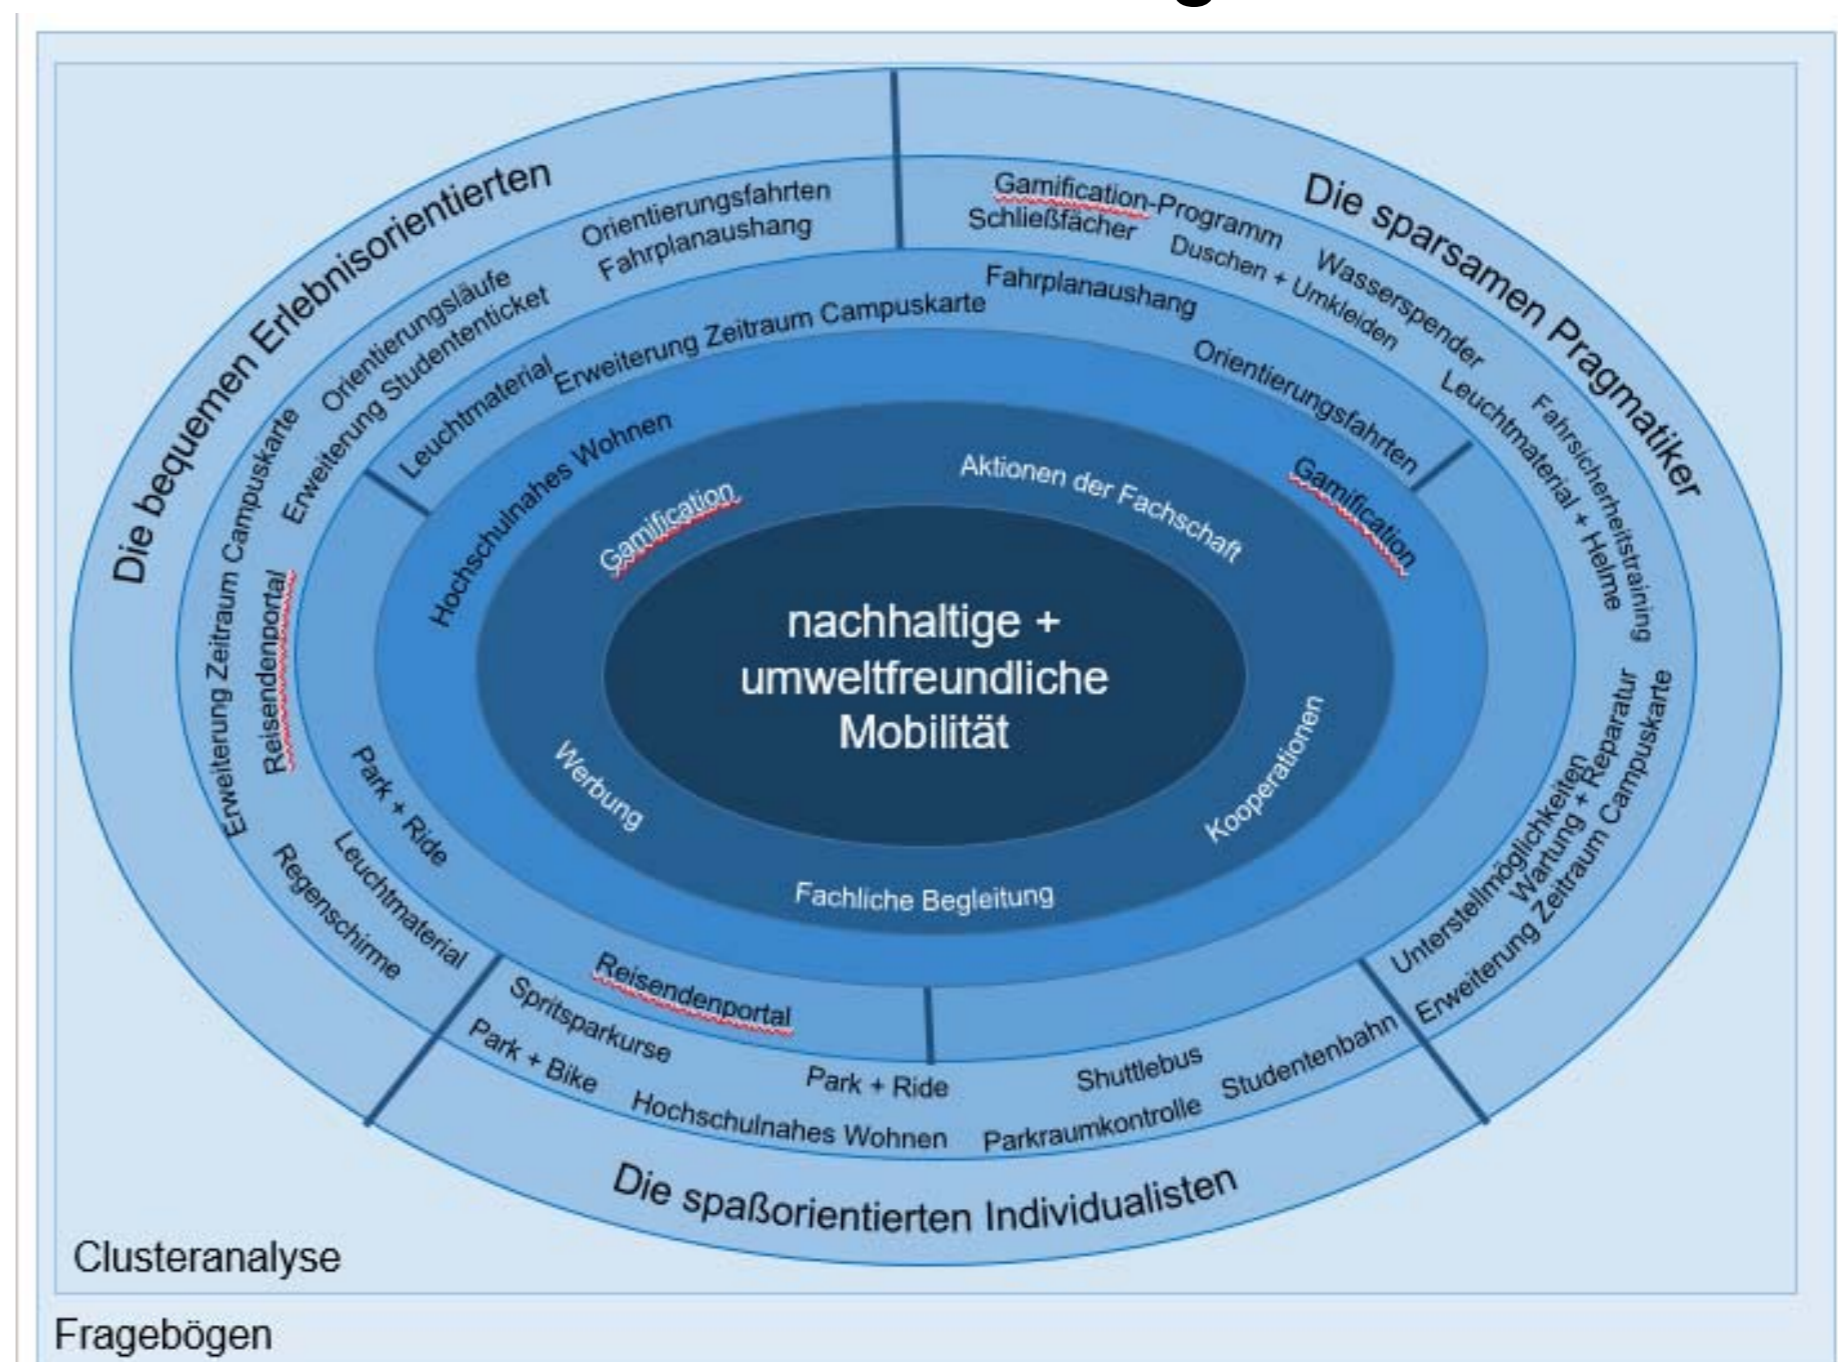 Die bequemen Erlebnisorientierten
Die sparsamen Pragmatiker
Die spaßorientierten Individualisten
Orientierungsfahrten
Fahrplanaushang
Orientierungsläufe
Erweiterung Studententicket
Erweiterung Zeitraum Campuskarte
Reisendenportal
Regenschirme
Leuchtmaterial
Gamification-Programm
Schließfächer
Duschen + Umkleiden
Wasserspender
Leuchtmaterial + Helme
Fahrsicherheitstraining
Unterstellmöglichkeiten
Wartung + Reparatur
Erweiterung Zeitraum Campuskarte
Spritsparkurse
Park + Bike
Hochschulnahes Wohnen
Park + Ride
Shuttlebus
Parkraumkontrolle
Studentenbahn
Leuchtmaterial
Erweiterung Zeitraum Campuskarte
Fahrplanaushang
Orientierungsfahrten
Park + Ride
Reisendenportal
Hochschulnahes Wohnen
Gamification
Gamification
Aktionen der Fachschaft
Werbung
Kooperationen
Fachliche Begleitung
nachhaltige +
umweltfreundliche
Mobilität
Clusteranalyse
Fragebögen